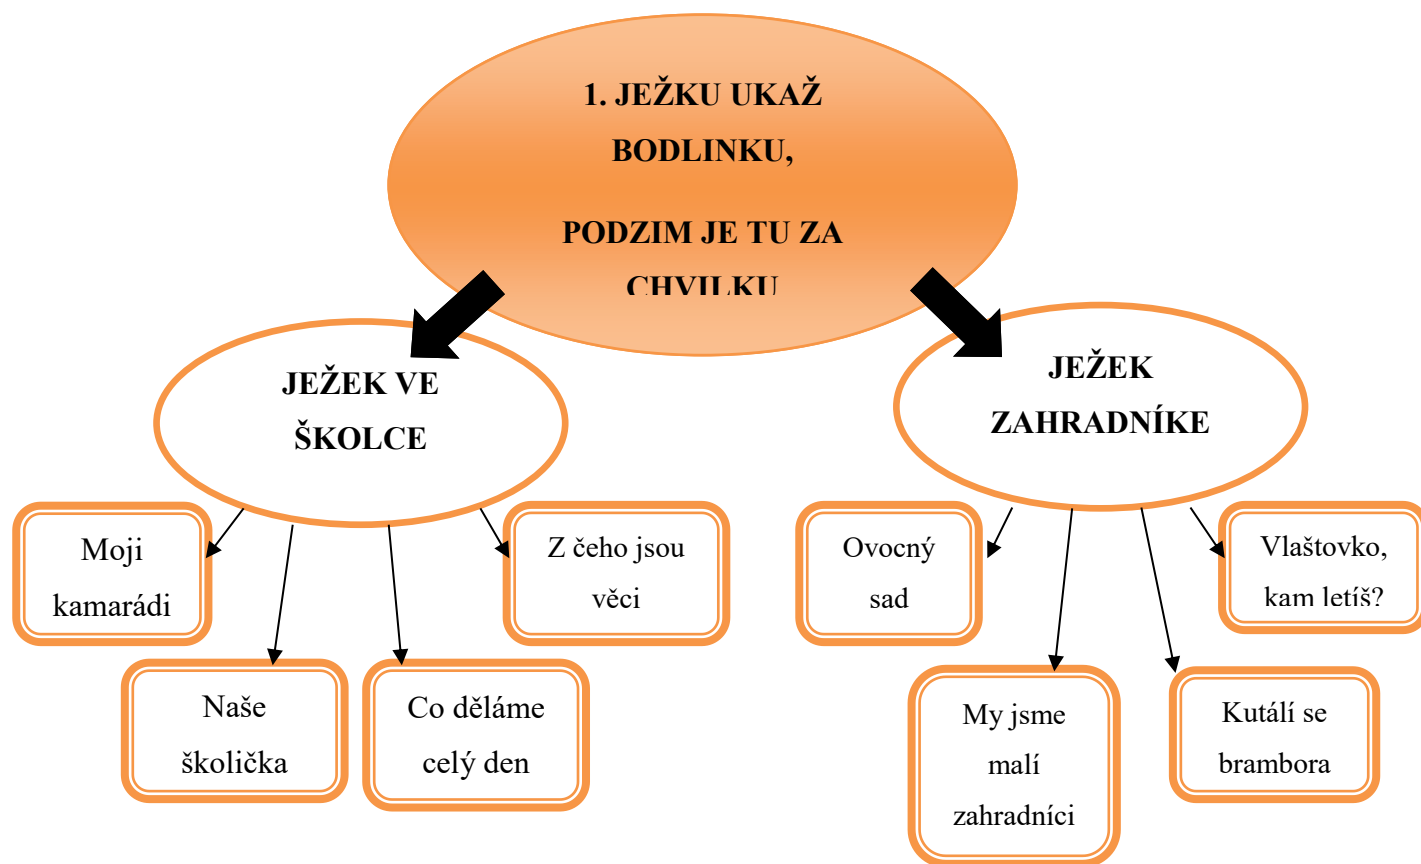 1. JEŽKU UKAŽ
BODLINKU,
PODZIM JE TU ZA
CHVILKU
JEŽEK VE
ŠKOLCE
JEŽEK
ZAHRADNÍKE
Moji
kamarádi
Z čeho jsou
věci
Naše
školička
Co děláme
celý den
Ovocný
sad
Vlaštovko,
kam letíš?
My jsme
malí
zahradníci
Kutálí se
brambora